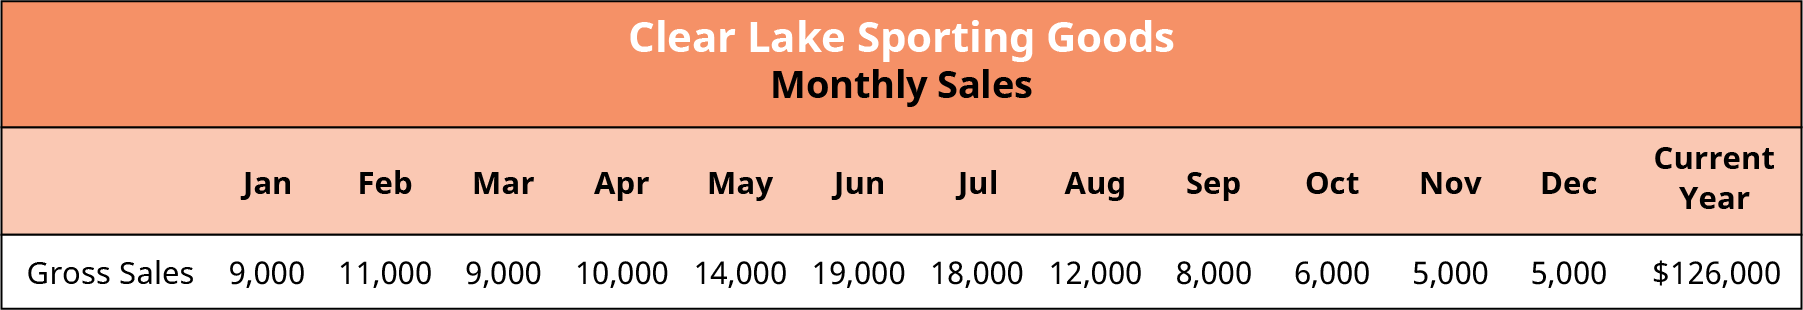 Clear Lake Sporting Goods
Monthly Sales
Jan Feb Mar Apr May Jun Jul Aug Sep Oct Nov Dec Current Year
Gross Sales 9,000 11,000 9,000 10,000 14,000 19,000 18,000 12,000 8,000 6,000 5,000 5,000 $126,000